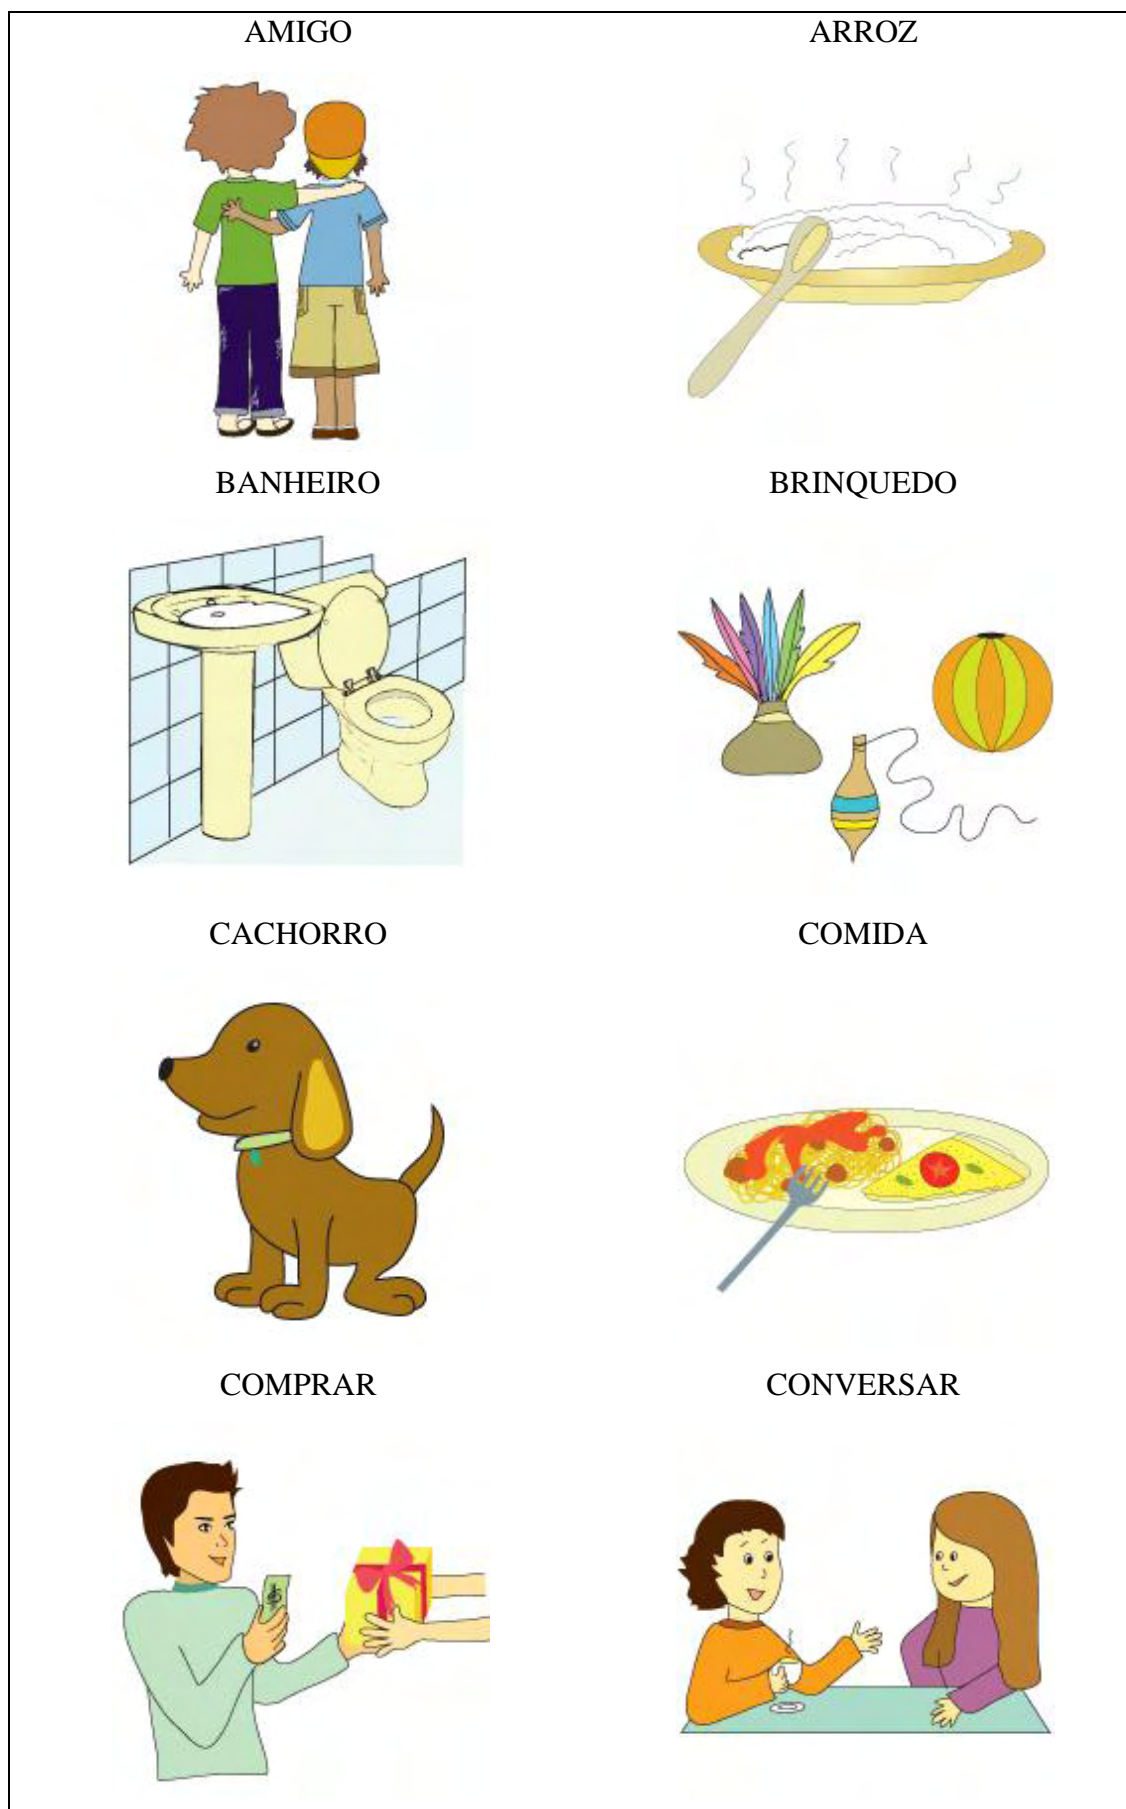 AMIGO
ARROZ
BANHEIRO
BRINQUEDO
CACHORRO
COMIDA
COMPRAR
CONVERSAR